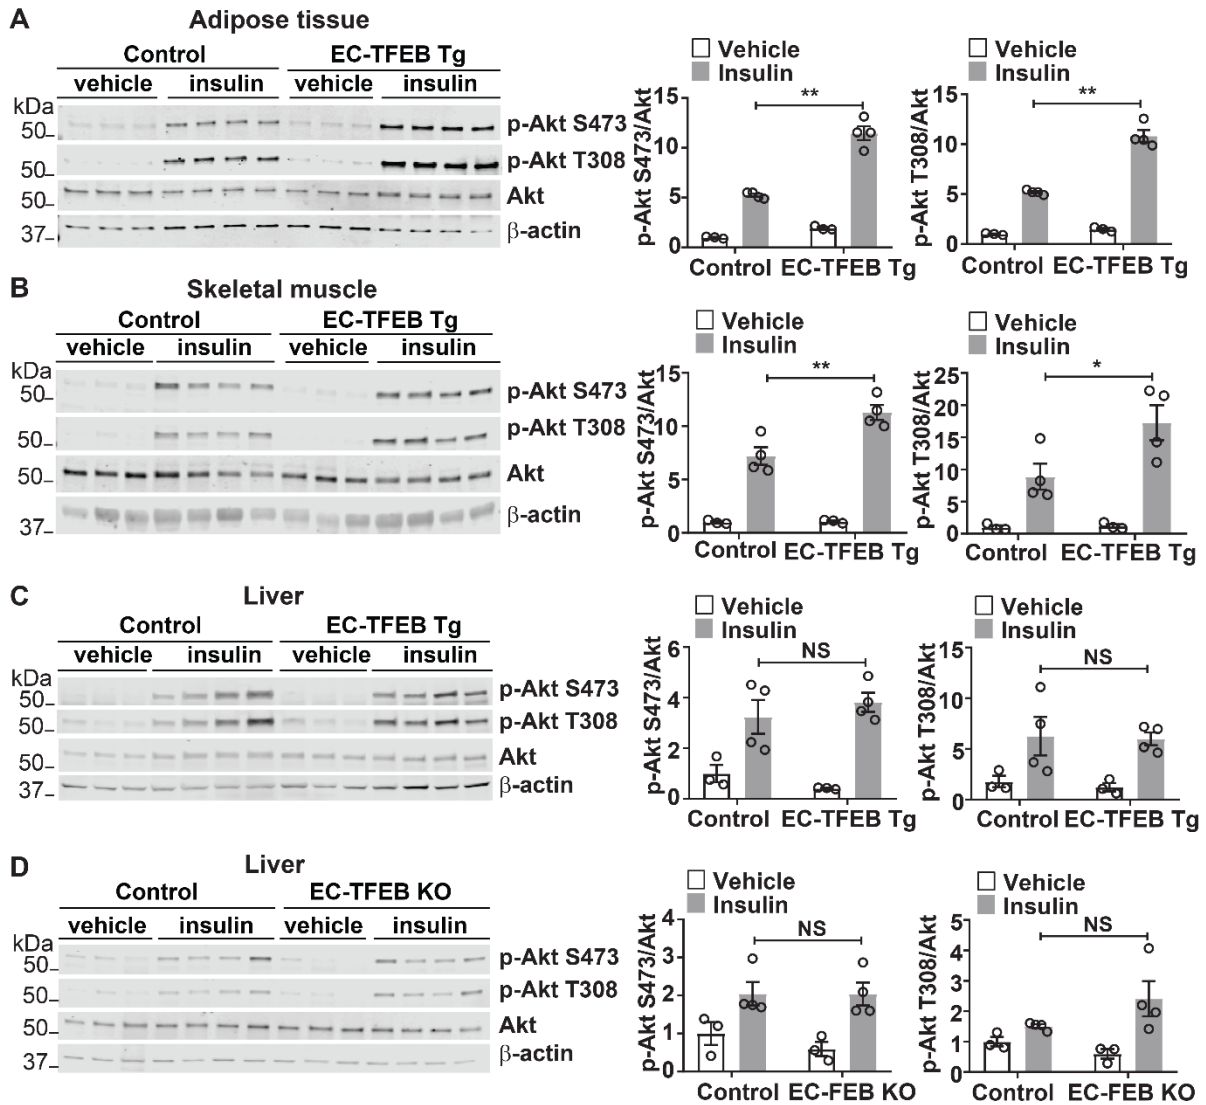 A
Adipose tissue
Control EC-TFEB Tg
vehicle insulin vehicle insulin
kDa
50 p-Akt S473
50 p-Akt T308
50 Akt
37 β-actin
Vehicle
Insulin
p-Akt S473/Akt
15
10
5
0
**
Control EC-TFEB Tg
Vehicle
Insulin
p-Akt T308/Akt
15
10
5
0
**
Control EC-TFEB Tg
B
Skeletal muscle
Control EC-TFEB Tg
vehicle insulin vehicle insulin
kDa
50 p-Akt S473
50 p-Akt T308
50 Akt
37 β-actin
Vehicle
Insulin
p-Akt S473/Akt
15
10
5
0
**
Control EC-TFEB Tg
Vehicle
Insulin
p-Akt T308/Akt
25
20
15
10
5
0
*
Control EC-TFEB Tg
C
Liver
Control EC-TFEB Tg
vehicle insulin vehicle insulin
kDa
50 p-Akt S473
50 p-Akt T308
50 Akt
37 β-actin
Vehicle
Insulin
p-Akt S473/Akt
6
4
2
0
NS
Control EC-TFEB Tg
Vehicle
Insulin
p-Akt T308/Akt
15
10
5
0
NS
Control EC-TFEB Tg
D
Liver
Control EC-TFEB KO
vehicle insulin vehicle insulin
kDa
50 p-Akt S473
50 p-Akt T308
50 Akt
37 β-actin
Vehicle
Insulin
p-Akt S473/Akt
4
3
2
1
0
NS
Control EC-FEB KO
Vehicle
Insulin
p-Akt T308/Akt
5
4
3
2
1
0
NS
Control EC-FEB KO